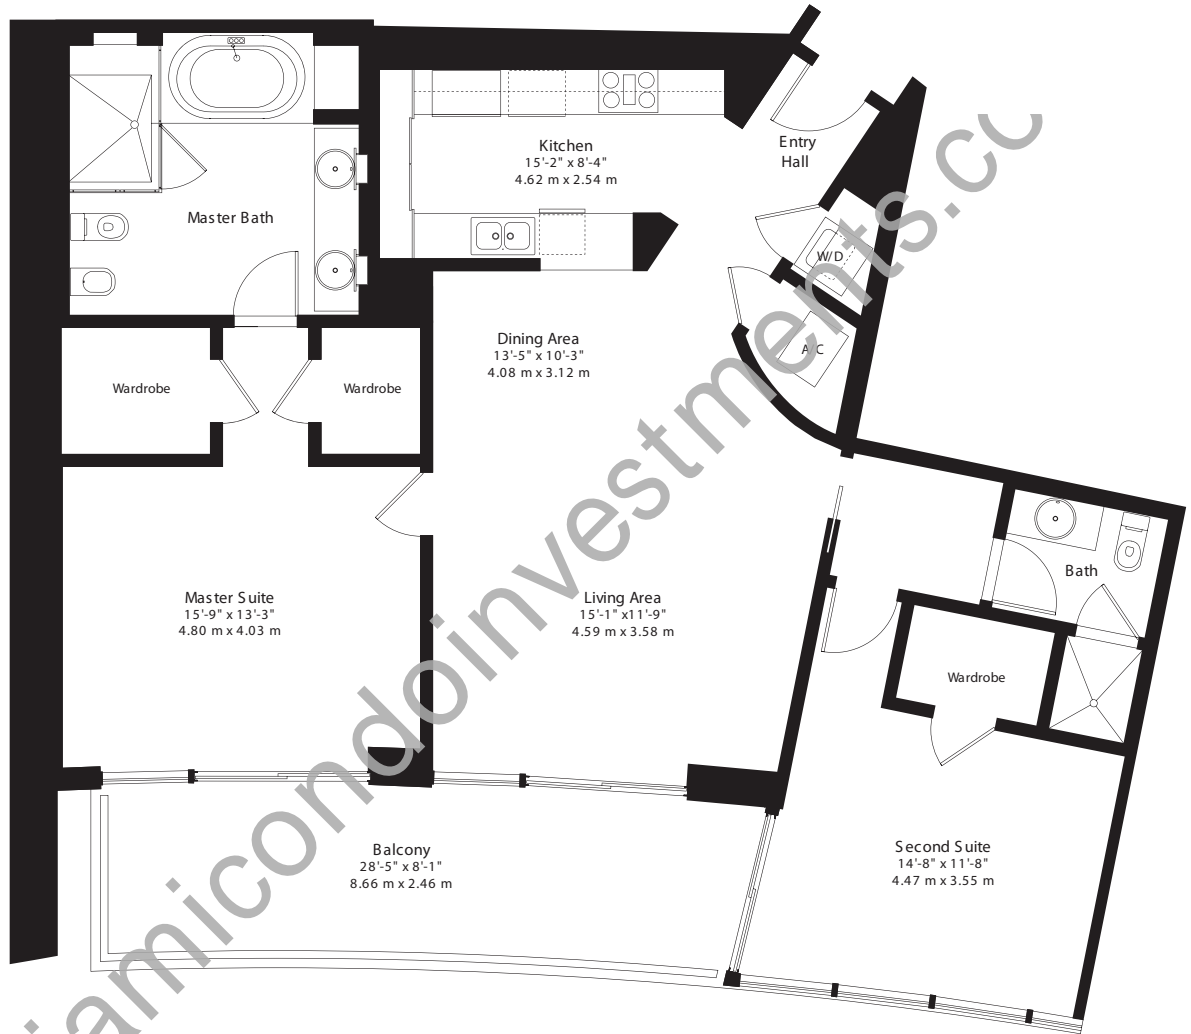 Kitchen
15'-2" x 8'-4"
4.62 m x 2.54 m
Entry
Hall
Master Bath
W/D
Dining Area
13'-5" x 10'-3"
4.08 m x 3.12 m
A/C
Wardrobe
Wardrobe
Master Suite
15'-9" x 13'-3"
4.80 m x 4.03 m
Living Area
15'-1" x11'-9"
4.59 m x 3.58 m
Bath
Wardrobe
Balcony
28'-5" x 8'-1"
8.66 m x 2.46 m
Second Suite
14'-8" x 11'-8"
4.47 m x 3.55 m
iamicondoinvestments.co